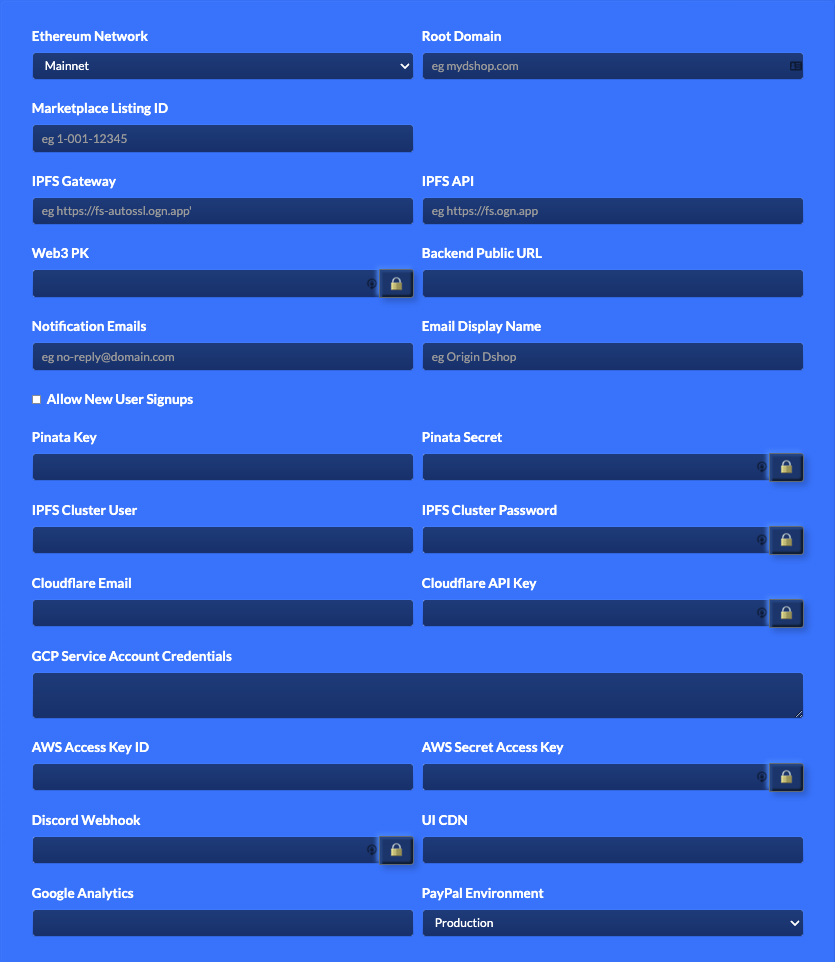 Ethereum Network
Root Domain
Mainnet
eg mydshop.com
Marketplace Listing ID
eg 1-001-12345
IPFS Gateway
IPFS API
eg https://fs-autossl.ogn.app'
eg https://fs.ogn.app
Web3 PK
Backend Public URL
Notification Emails
Email Display Name
eg no-reply@domain.com
eg Origin Dshop
Allow New User Signups
Pinata Key
Pinata Secret
IPFS Cluster User
IPFS Cluster Password
Cloudflare Email
Cloudflare API Key
GCP Service Account Credentials
AWS Access Key ID
AWS Secret Access Key
Discord Webhook
UI CDN
Google Analytics
PayPal Environment
Production